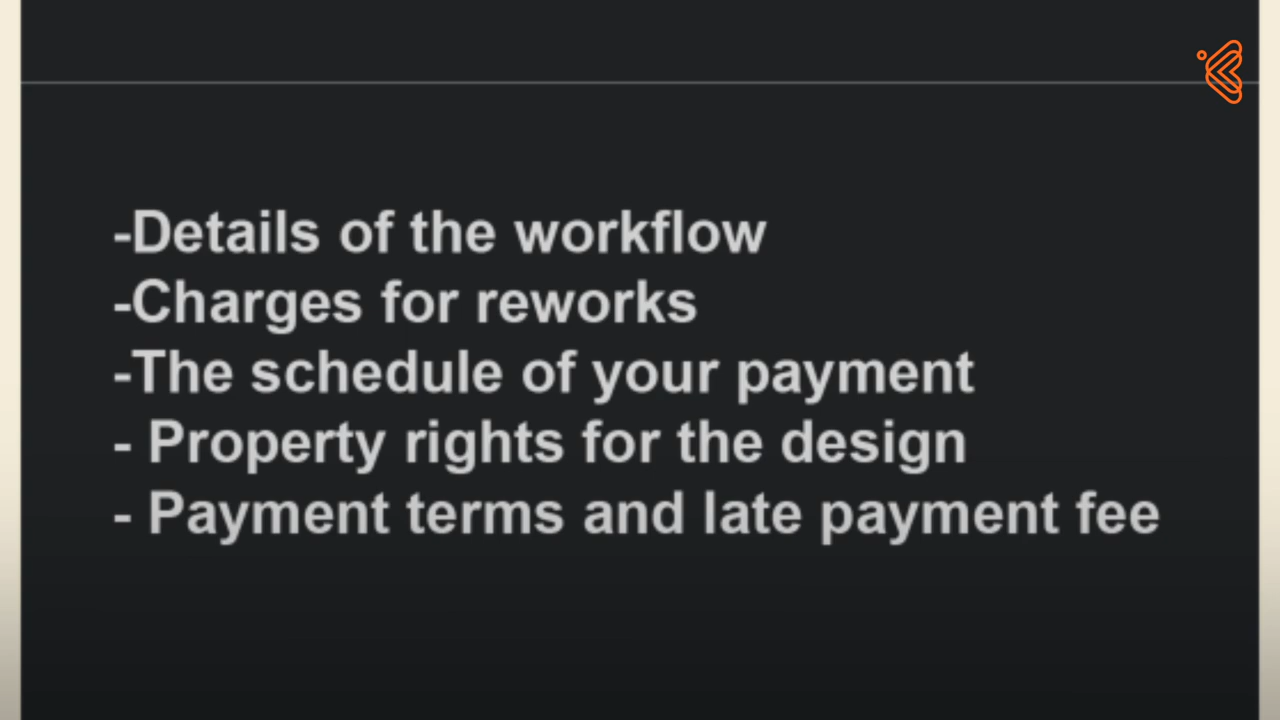 -Details of the workflow
-Charges for reworks
-The schedule of your payment
- Property rights for the design
- Payment terms and late payment fee